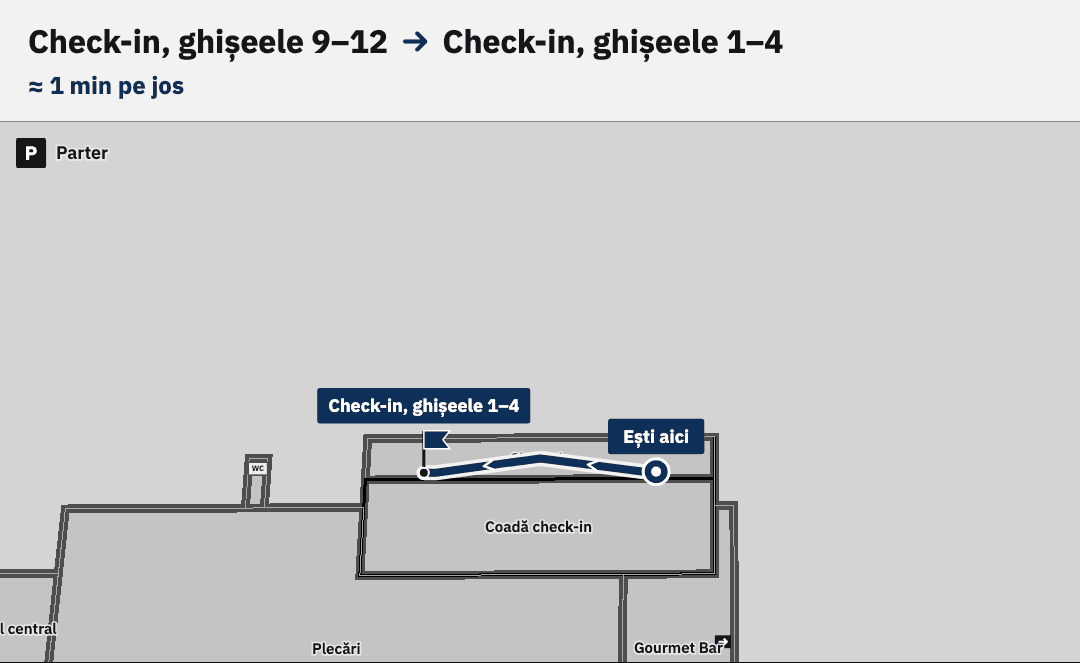 Check-in, ghișeele 9–12 → Check-in, ghișeele 1–4
≈ 1 min pe jos
P Parter
Check-in, ghișeele 1–4
Ești aici
WC
Coadă check-in
l central
Plecări
Gourmet Bar